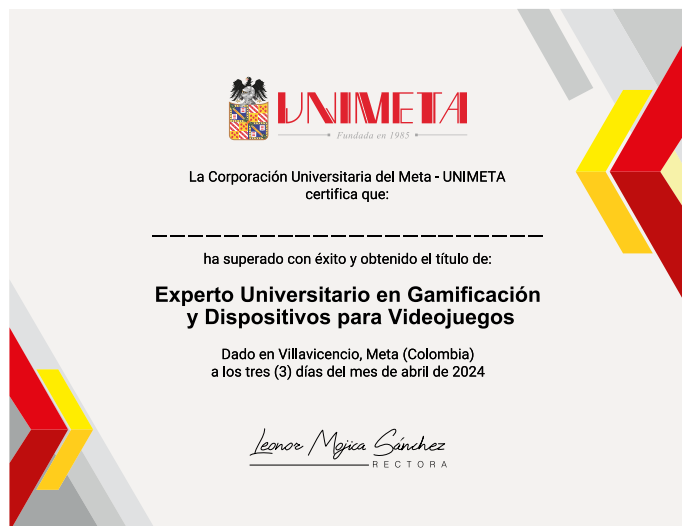 UNIMETA
Fundada en 1985
La Corporación Universitaria del Meta - UNIMETA
certifica que:
ha superado con éxito y obtenido el título de:
Experto Universitario en Gamificación
y Dispositivos para Videojuegos
Dado en Villavicencio, Meta (Colombia)
a los tres (3) días del mes de abril de 2024
Leonor Mojica Sánchez
RECTORA